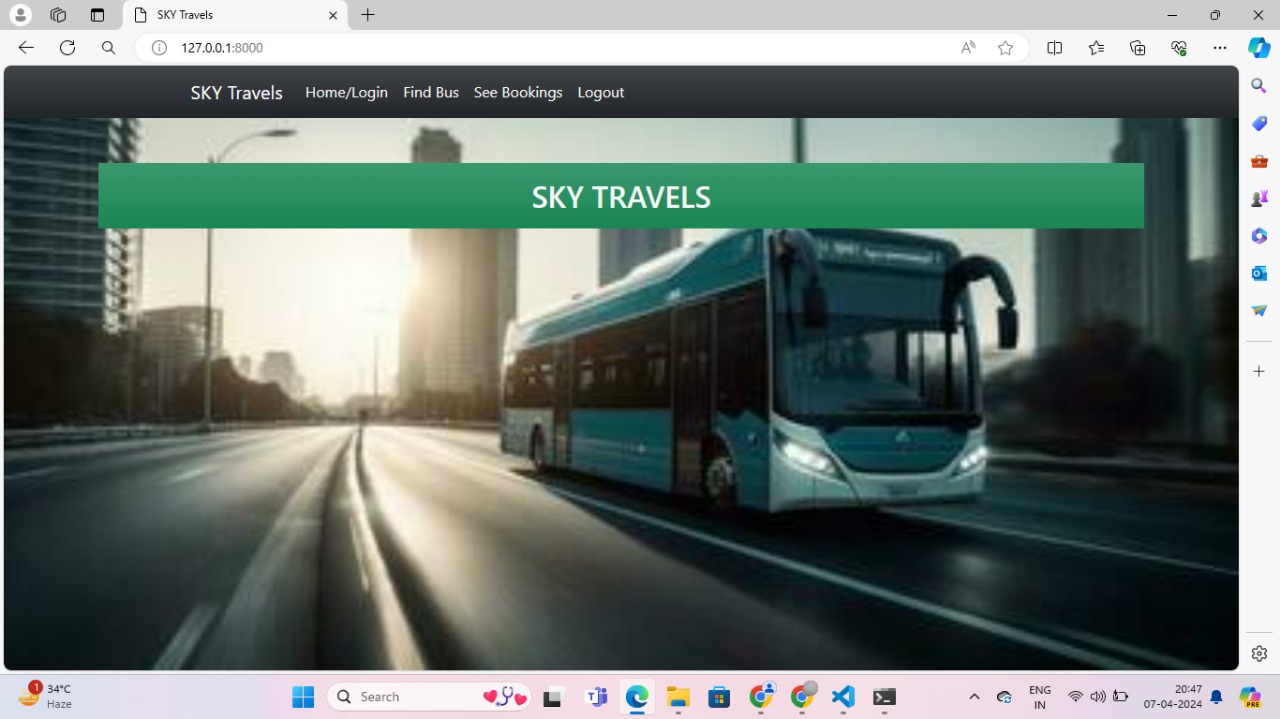 SKY Travels
127.0.0.1:8000
SKY Travels Home/Login Find Bus See Bookings Logout
SKY TRAVELS
1
34°C
Haze
Search
ENG
IN
20:47
07-04-2024
PRE